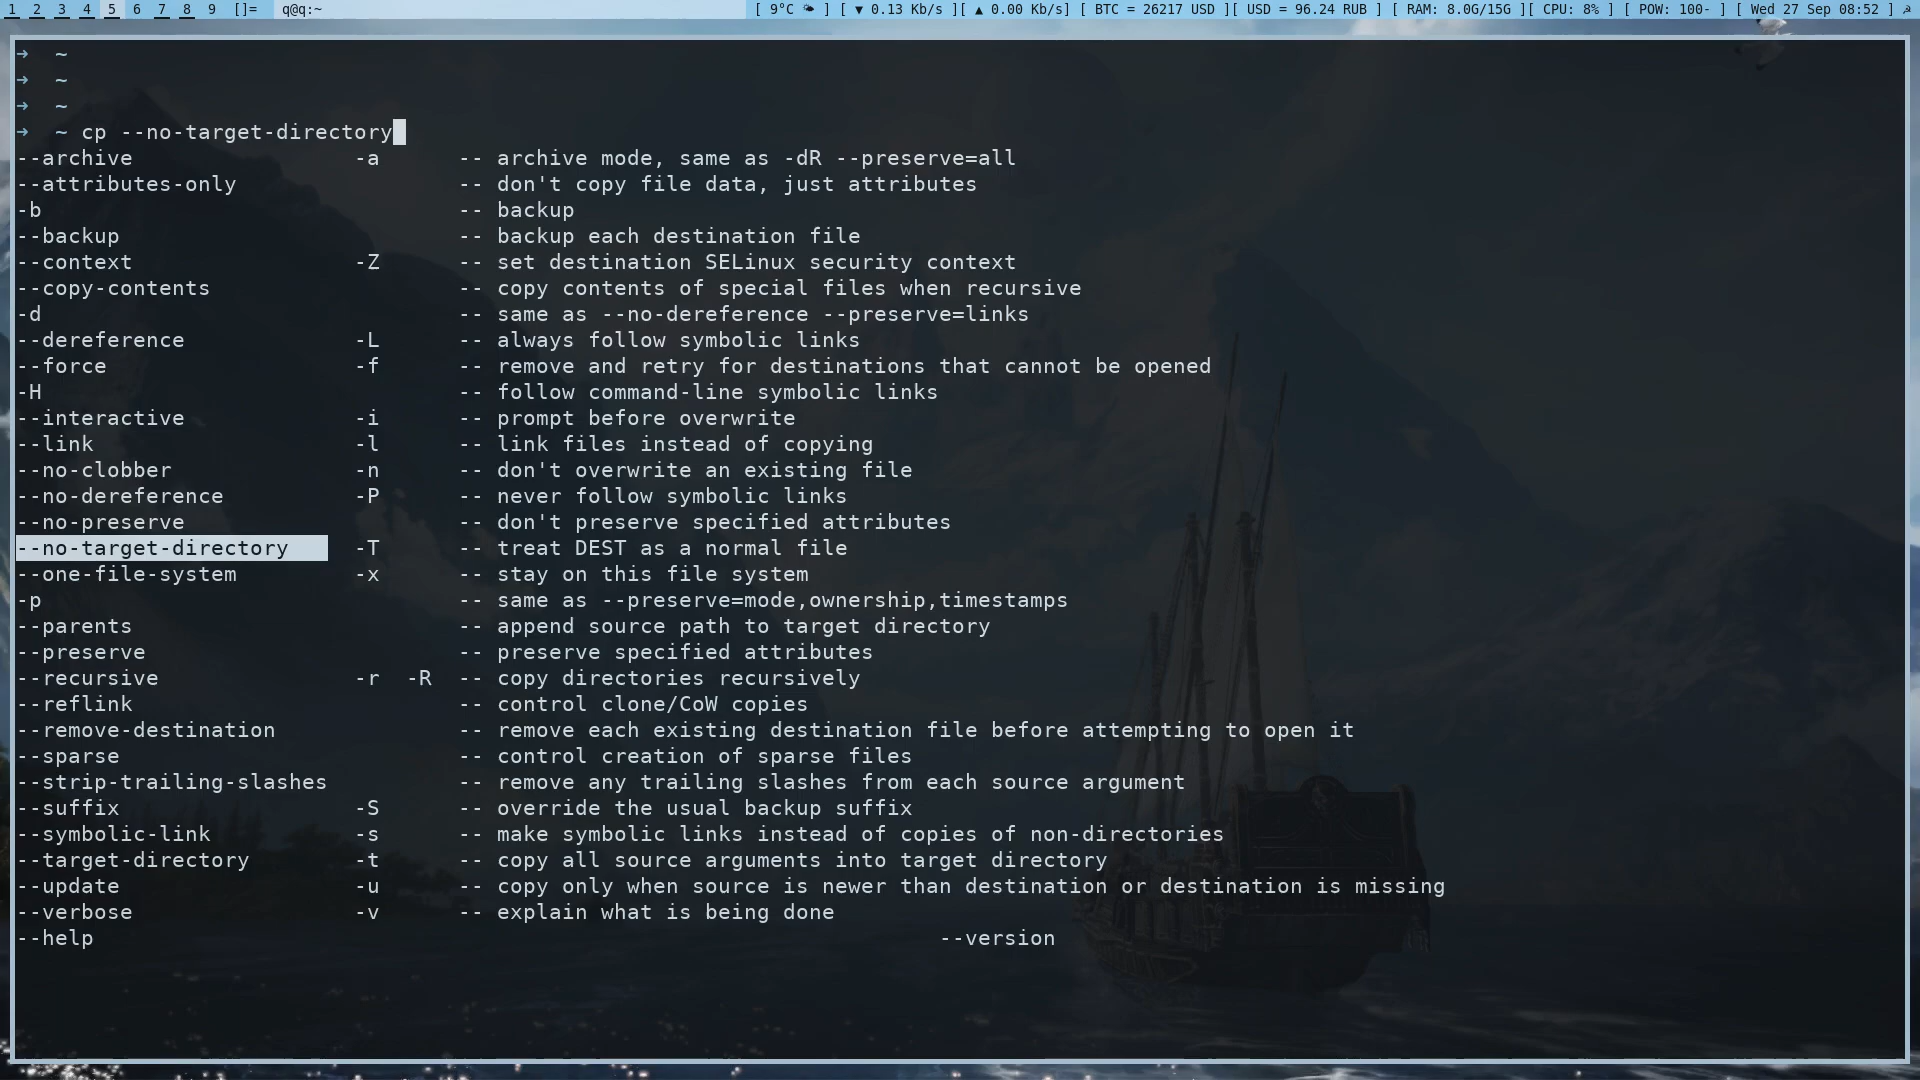 1 2 3 4 5 6 7 8 9 []= q@q:~ [ 9°C 🌤 ] [ ▼ 0.13 Kb/s ][ ▲ 0.00 Kb/s] [ BTC = 26217 USD ][ USD = 96.24 RUB ] [ RAM: 8.0G/15G ][ CPU: 8% ] [ POW: 100- ] [ Wed 27 Sep 08:52 ]
➜ ~
➜ ~
➜ ~
➜ ~ cp --no-target-directory
--archive -a -- archive mode, same as -dR --preserve=all
--attributes-only -- don't copy file data, just attributes
-b -- backup
--backup -- backup each destination file
--context -Z -- set destination SELinux security context
--copy-contents -- copy contents of special files when recursive
-d -- same as --no-dereference --preserve=links
--dereference -L -- always follow symbolic links
--force -f -- remove and retry for destinations that cannot be opened
-H -- follow command-line symbolic links
--interactive -i -- prompt before overwrite
--link -l -- link files instead of copying
--no-clobber -n -- don't overwrite an existing file
--no-dereference -P -- never follow symbolic links
--no-preserve -- don't preserve specified attributes
--no-target-directory -T -- treat DEST as a normal file
--one-file-system -x -- stay on this file system
-p -- same as --preserve=mode,ownership,timestamps
--parents -- append source path to target directory
--preserve -- preserve specified attributes
--recursive -r -R -- copy directories recursively
--reflink -- control clone/CoW copies
--remove-destination -- remove each existing destination file before attempting to open it
--sparse -- control creation of sparse files
--strip-trailing-slashes -- remove any trailing slashes from each source argument
--suffix -S -- override the usual backup suffix
--symbolic-link -s -- make symbolic links instead of copies of non-directories
--target-directory -t -- copy all source arguments into target directory
--update -u -- copy only when source is newer than destination or destination is missing
--verbose -v -- explain what is being done
--help --version